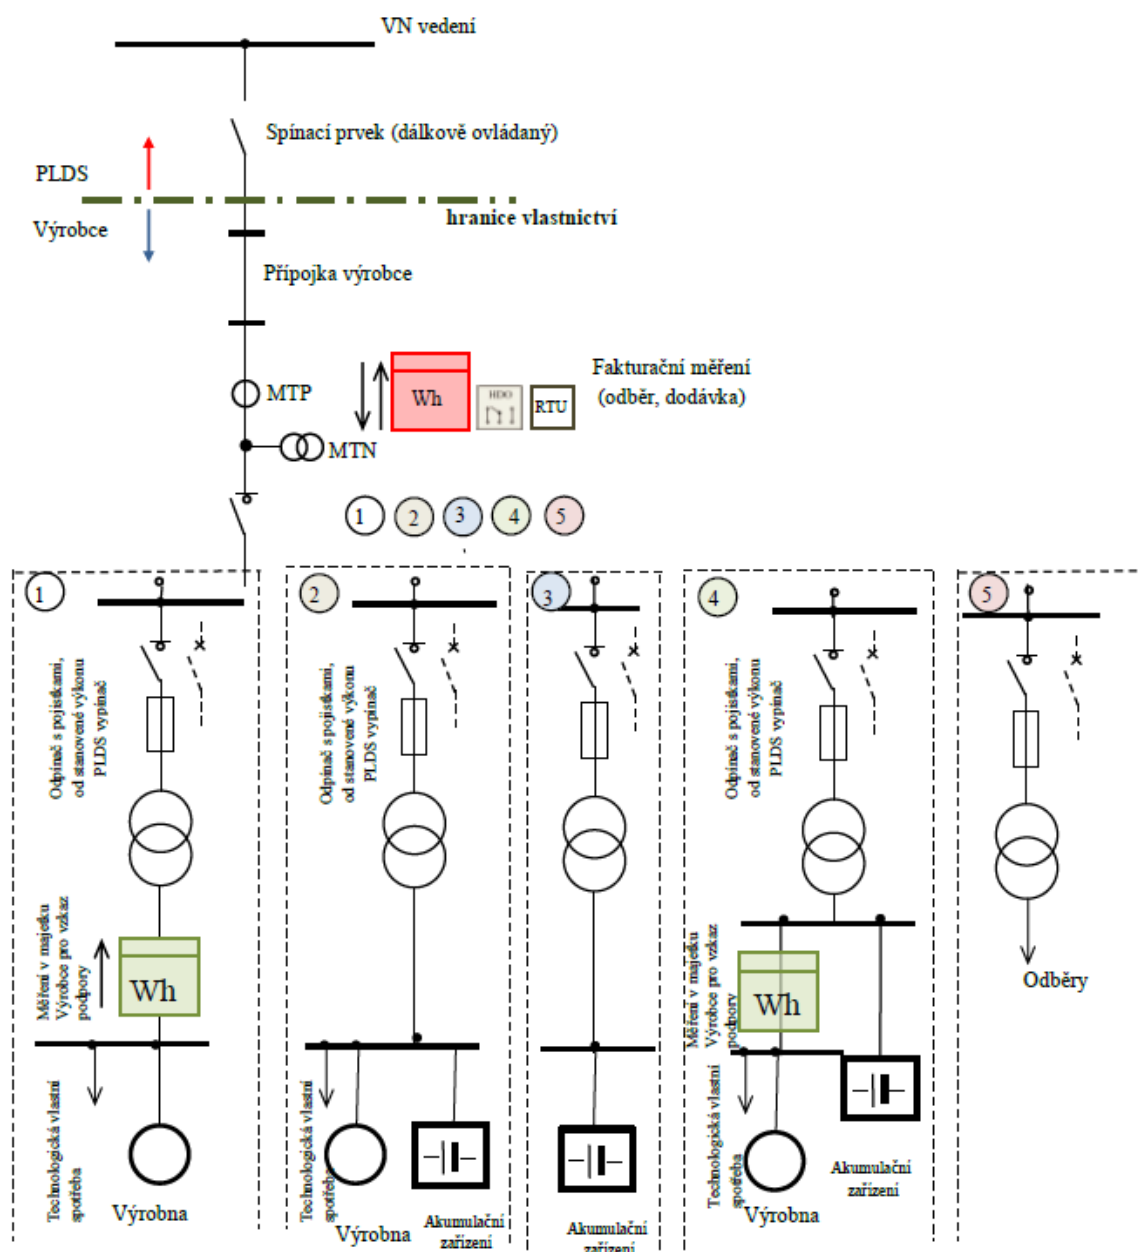 VN vedení
Spínací prvek (dálkově ovládaný)
PLDS
hranice vlastnictví
Výrobce
Přípojka výrobce
Fakturační měření
(odběr, dodávka)
Wh
HDO
RTU
MTP
MTN
1
2
3
4
5
1
Odpínač s pojistkami,
od stanovené výkonu
PLDS vypínač
Měření v majetku
Výrobce pro vzkaz
podpory
Wh
Technologická vlastní
spotřeba
Výrobna
2
Odpínač s pojistkami,
od stanovené výkonu
PLDS vypínač
Technologická vlastní
spotřeba
Výrobna
Akumulační
zařízení
3
Akumulační
zařízení
4
Odpínač s pojistkami,
od stanovené výkonu
PLDS vypínač
Měření v majetku
Výrobce pro vzkaz
podpory
Wh
Technologická vlastní
spotřeba
Výrobna
Akumulační
zařízení
5
Odběry